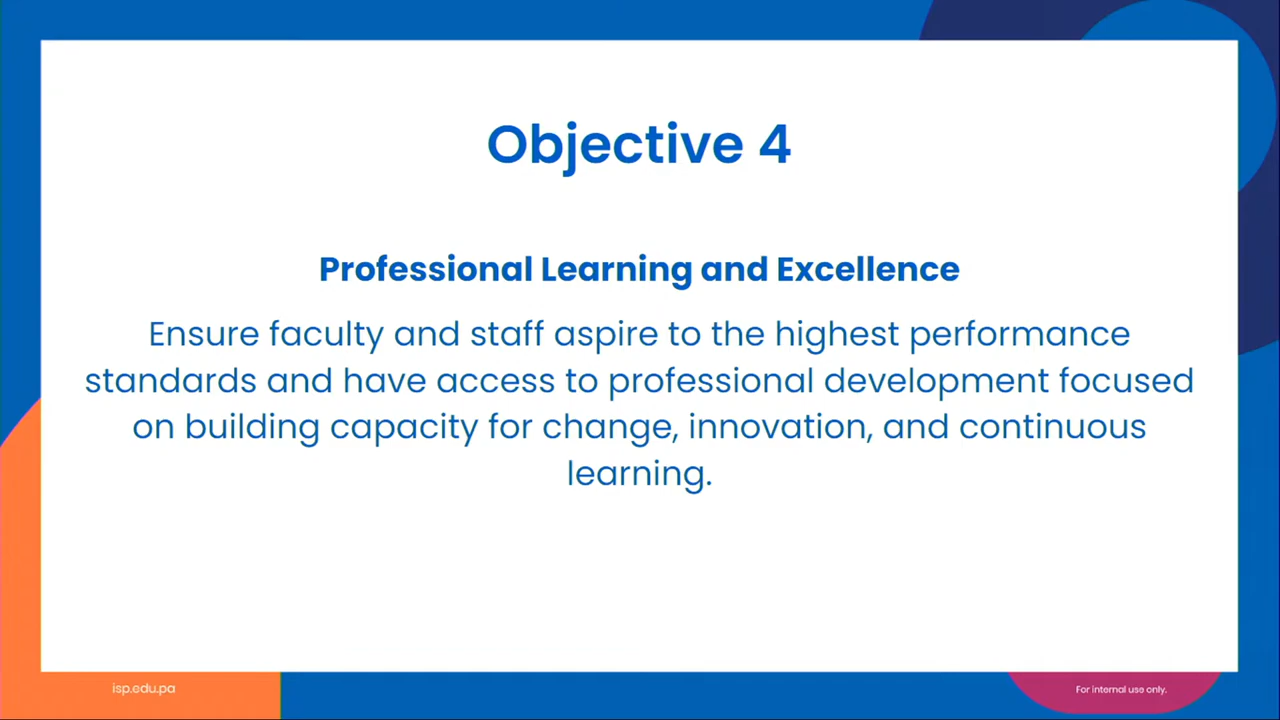 Objective 4
Professional Learning and Excellence
Ensure faculty and staff aspire to the highest performance
standards and have access to professional development focused
on building capacity for change, innovation, and continuous
learning.
isp.edu.pa
For internal use only.